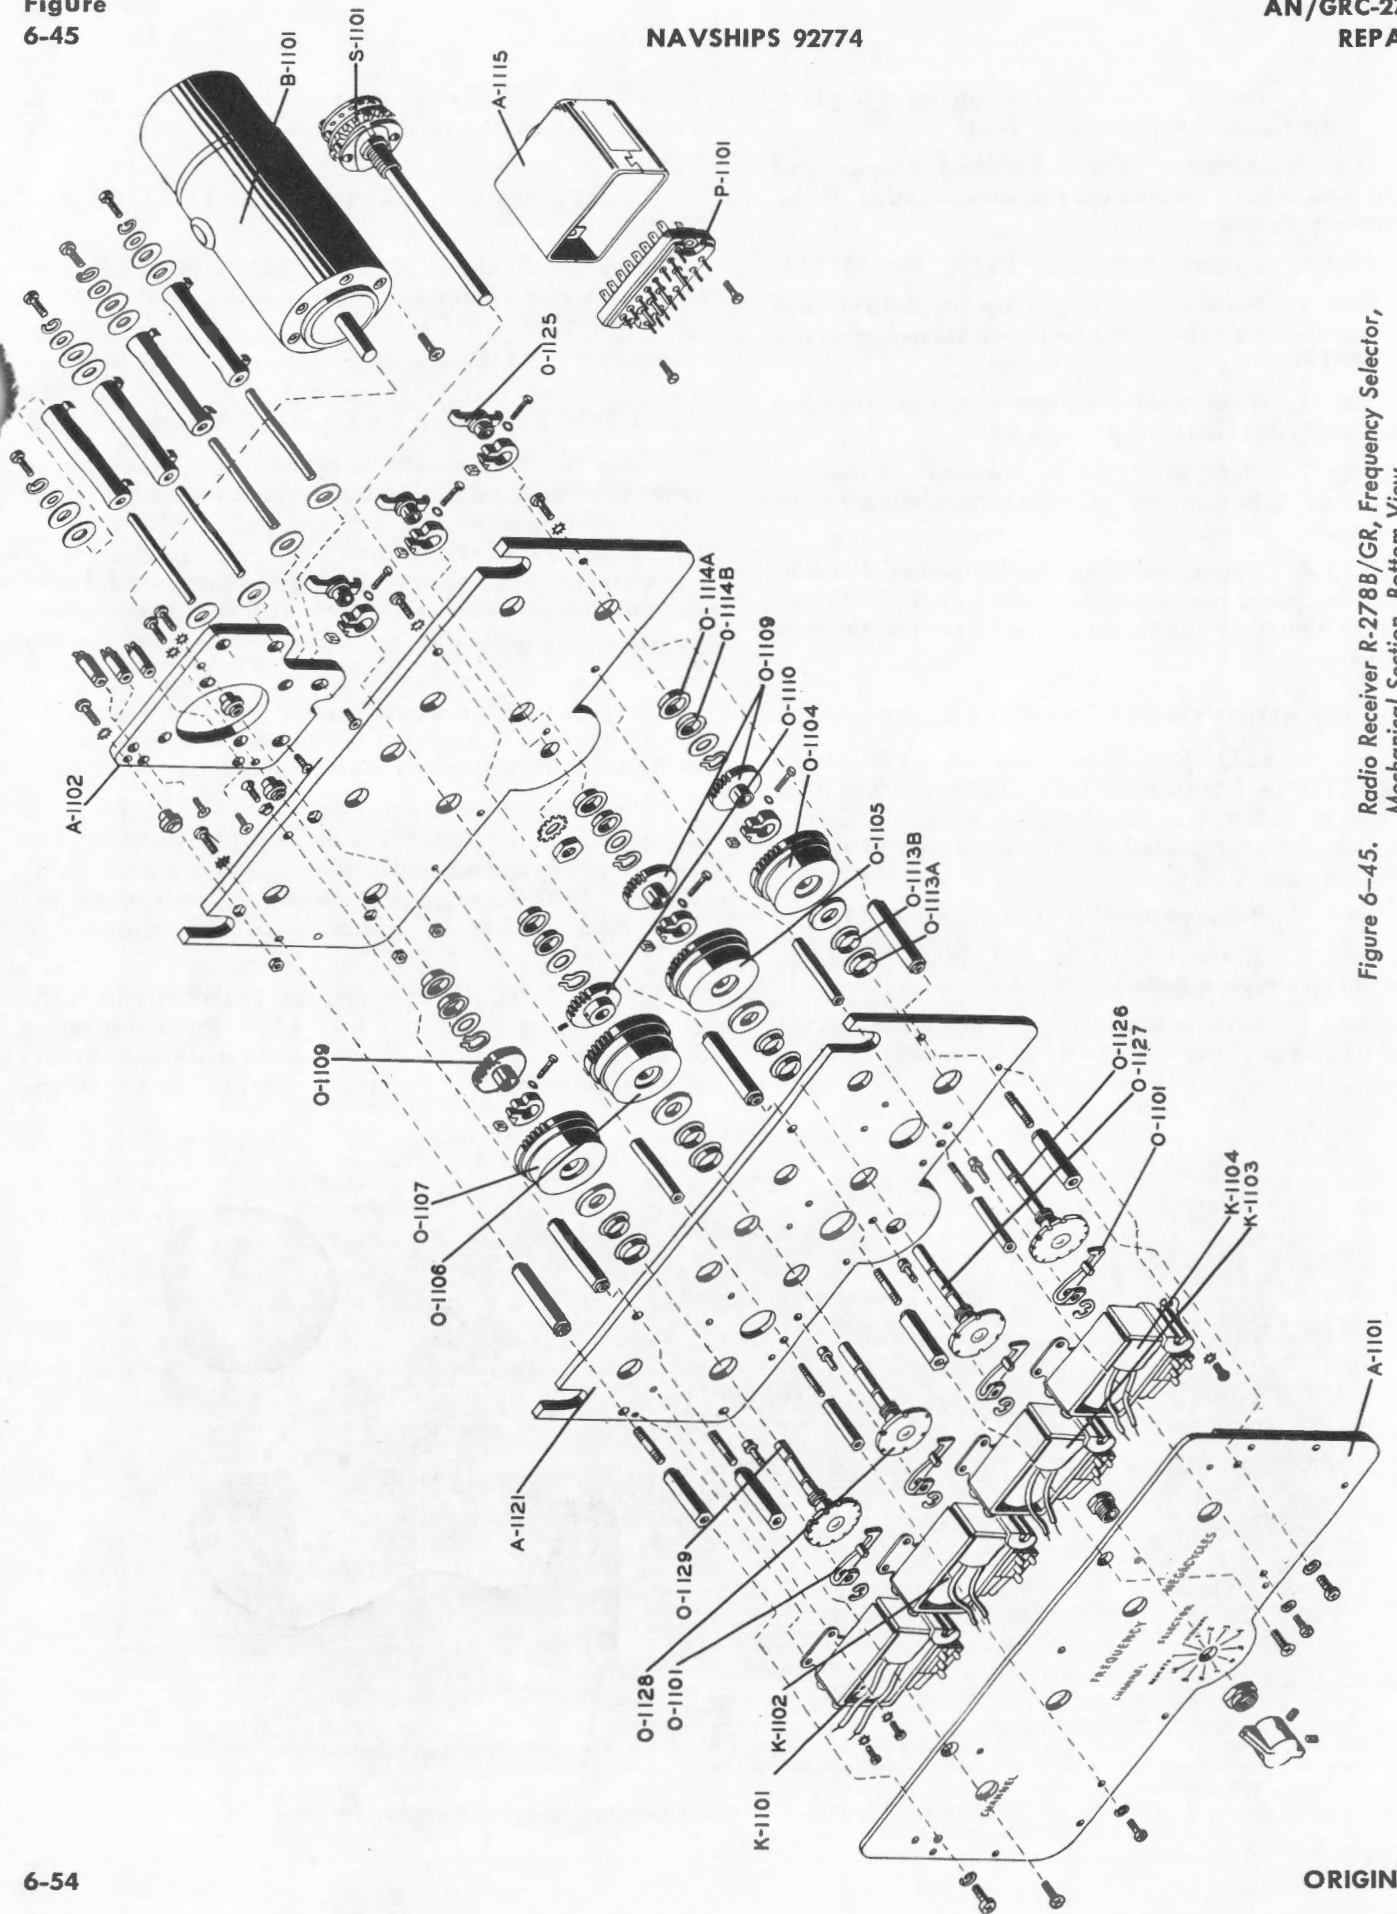 Figure
6-45
NAVSHIPS 92774
AN/GRC-27
REPA
B-1101
S-1101
A-1115
P-1101
O-1125
A-1102
O-1114A
O-1114B
O-1109
O-1110
O-1104
O-1105
O-1113B
O-1113A
O-1109
O-1107
O-1106
A-1121
O-1126
O-1127
O-1101
K-1104
K-1103
A-1101
O-1129
O-1128
O-1101
K-1102
K-1101
CHANNEL
FREQUENCY
MEGACYCLES
CHANNEL
SELECTOR
REMOTE
Figure 6-45. Radio Receiver R-278B/GR, Frequency Selector,
Mechanical Section, Bottom View
6-54
ORIGIN